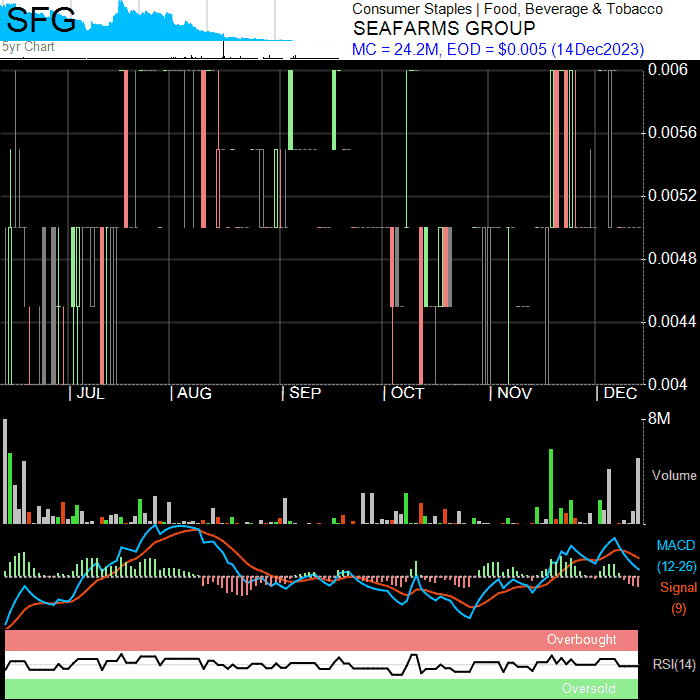 SFG
5yr Chart
Consumer Staples | Food, Beverage & Tobacco
SEAFARMS GROUP
MC = 24.2M, EOD = $0.005 (14Dec2023)
0.006
0.0056
0.0052
0.0048
0.0044
0.004
JUL AUG SEP OCT NOV DEC
8M
Volume
MACD
(12-26)
Signal
(9)
Overbought
RSI(14)
Oversold